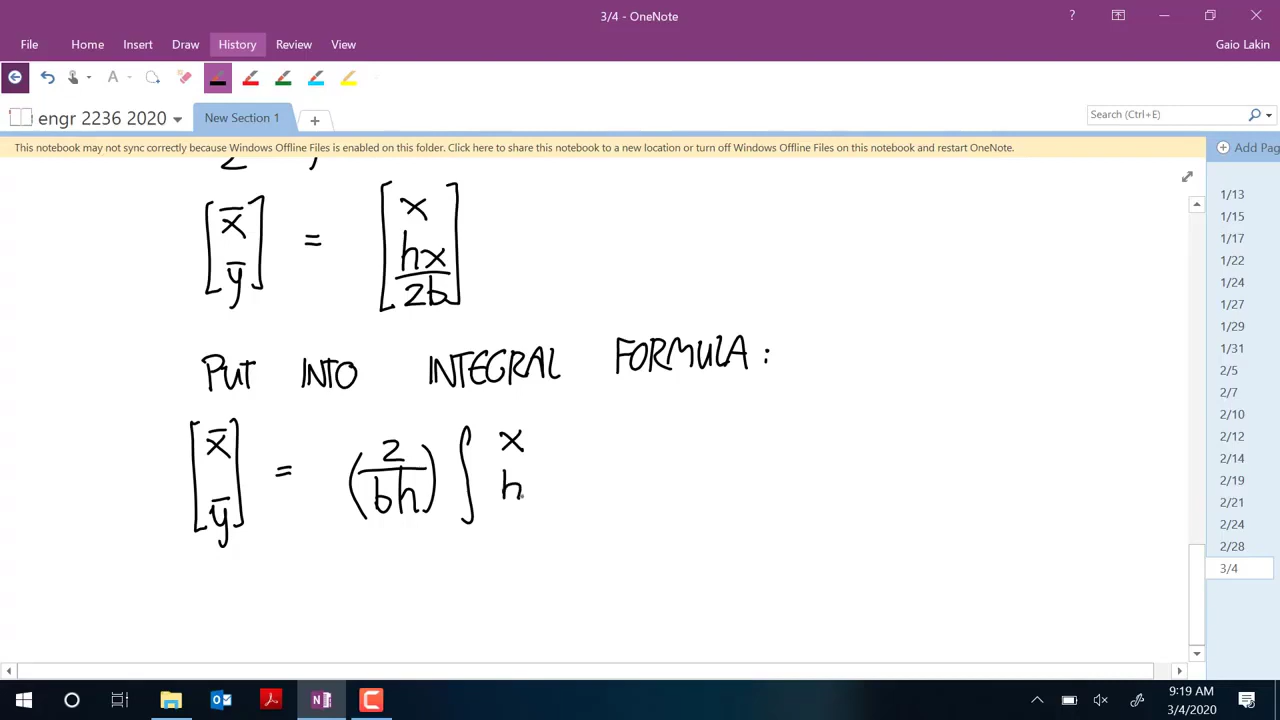 3/4 - OneNote
?
File Home Insert Draw History Review View
Gaio Lakin
A
engr 2236 2020
New Section 1
+
Search (Ctrl+E)
This notebook may not sync correctly because Windows Offline Files is enabled on this folder. Click here to share this notebook to a new location or turn off Windows Offline Files on this notebook and restart OneNote.
Add Pag
1/13
1/15
1/17
1/22
1/24
1/27
1/29
1/31
2/5
2/7
2/10
2/12
2/14
2/19
2/21
2/24
2/28
3/4
[x̄ ȳ] = [x hx/2b]
PUT INTO INTEGRAL FORMULA:
[x̄ ȳ] = (2/bh) ∫ x h
9:19 AM
3/4/2020